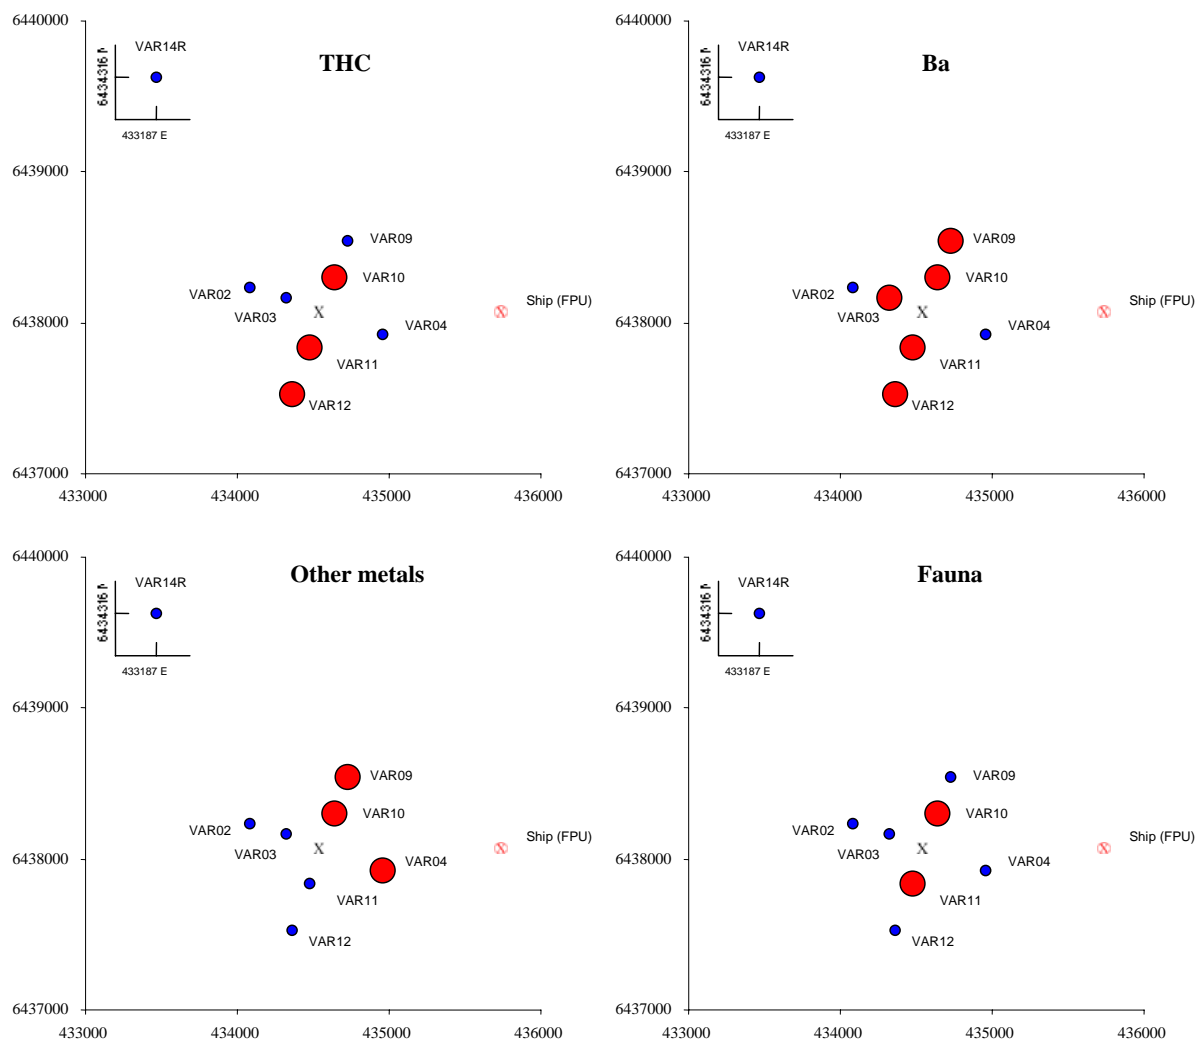 THC
6440000
VAR14R
6434316 N
433187 E
6439000
VAR09
VAR10
VAR02
VAR03
X
X
Ship (FPU)
6438000
VAR04
VAR11
VAR12
6437000
433000 434000 435000 436000
Ba
6440000
VAR14R
6434316 N
433187 E
6439000
VAR09
VAR10
VAR02
VAR03
X
X
Ship (FPU)
6438000
VAR04
VAR11
VAR12
6437000
433000 434000 435000 436000
Other metals
6440000
VAR14R
6434316 N
433187 E
6439000
VAR09
VAR10
VAR02
VAR03
X
X
Ship (FPU)
6438000
VAR04
VAR11
VAR12
6437000
433000 434000 435000 436000
Fauna
6440000
VAR14R
6434316 N
433187 E
6439000
VAR09
VAR10
VAR02
VAR03
X
X
Ship (FPU)
6438000
VAR04
VAR11
VAR12
6437000
433000 434000 435000 436000